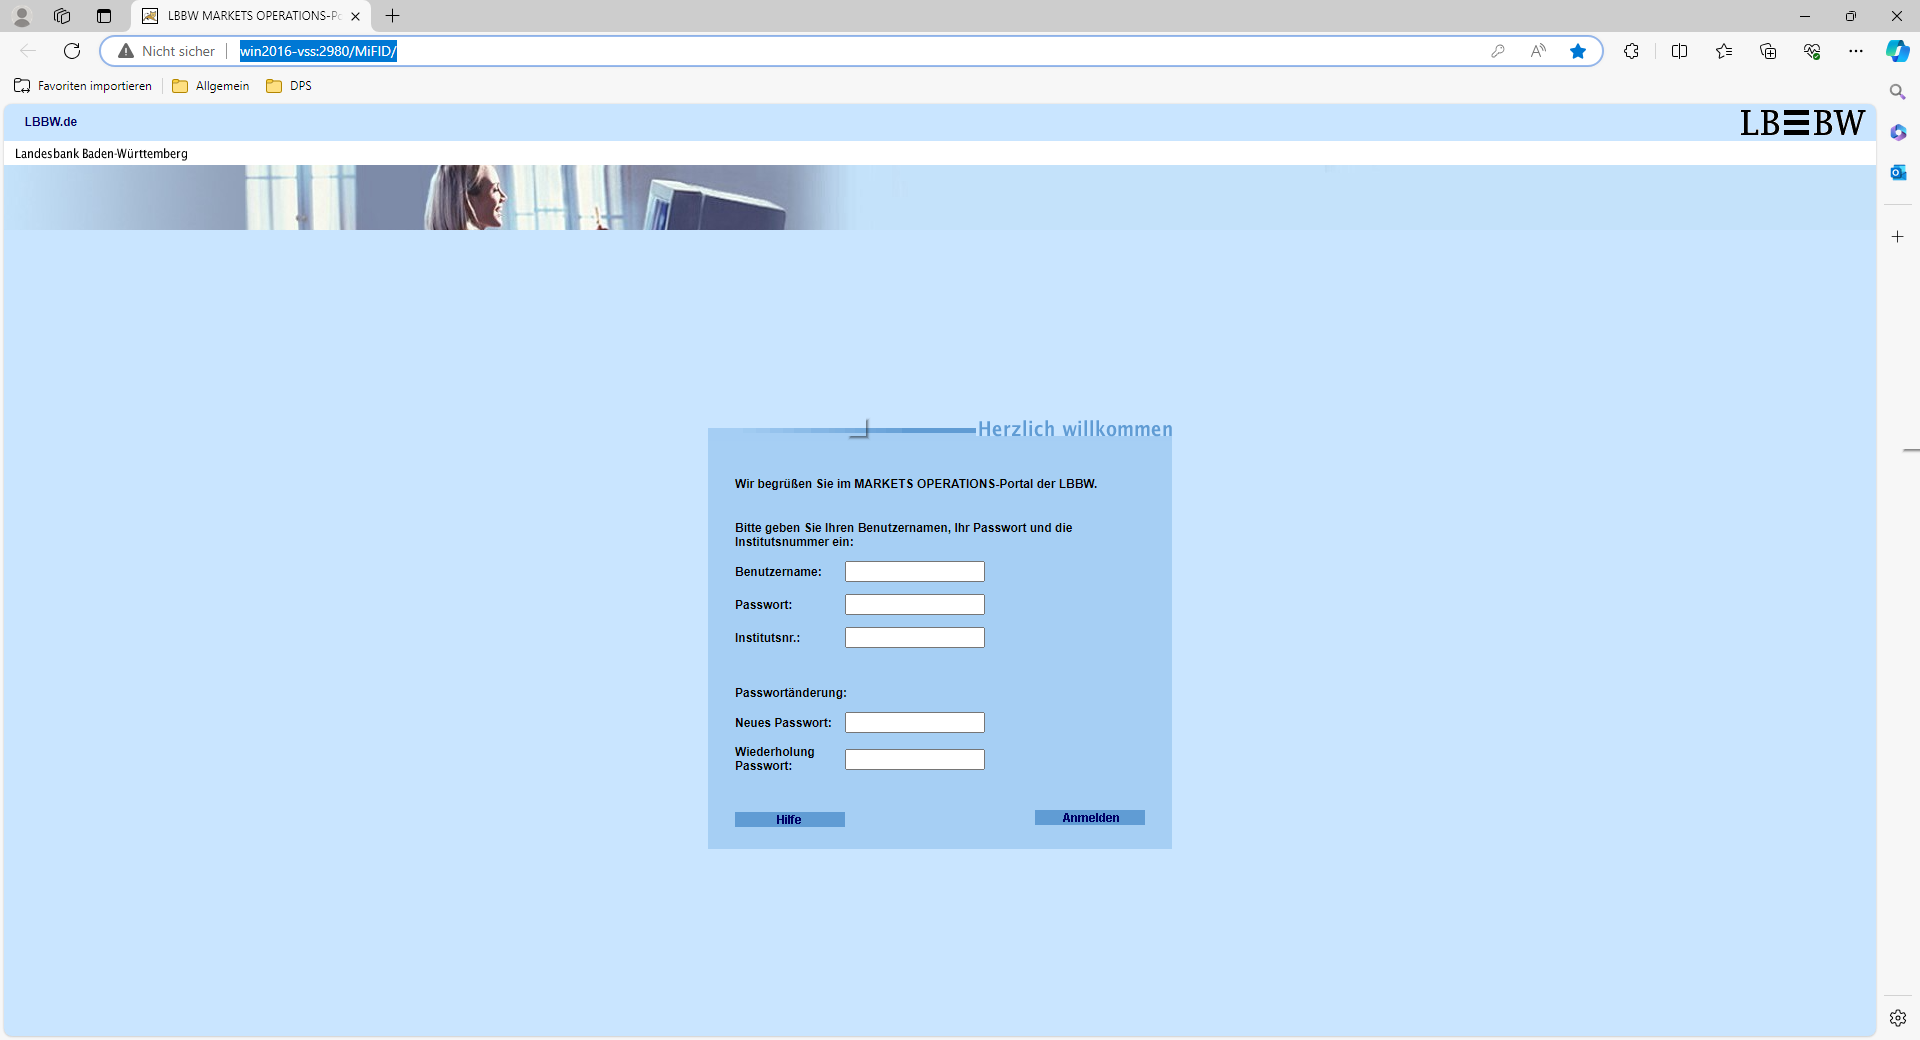 LBBW MARKETS OPERATIONS-Po
Nicht sicher
win2016-vss:2980/MiFID/
Favoriten importieren
Allgemein
DPS
LBBW.de
LB BW
Landesbank Baden-Württemberg
Herzlich willkommen
Wir begrüßen Sie im MARKETS OPERATIONS-Portal der LBBW.
Bitte geben Sie Ihren Benutzernamen, Ihr Passwort und die
Institutsnummer ein:
Benutzername:
Passwort:
Institutsnr.:
Passwortänderung:
Neues Passwort:
Wiederholung
Passwort:
Hilfe
Anmelden